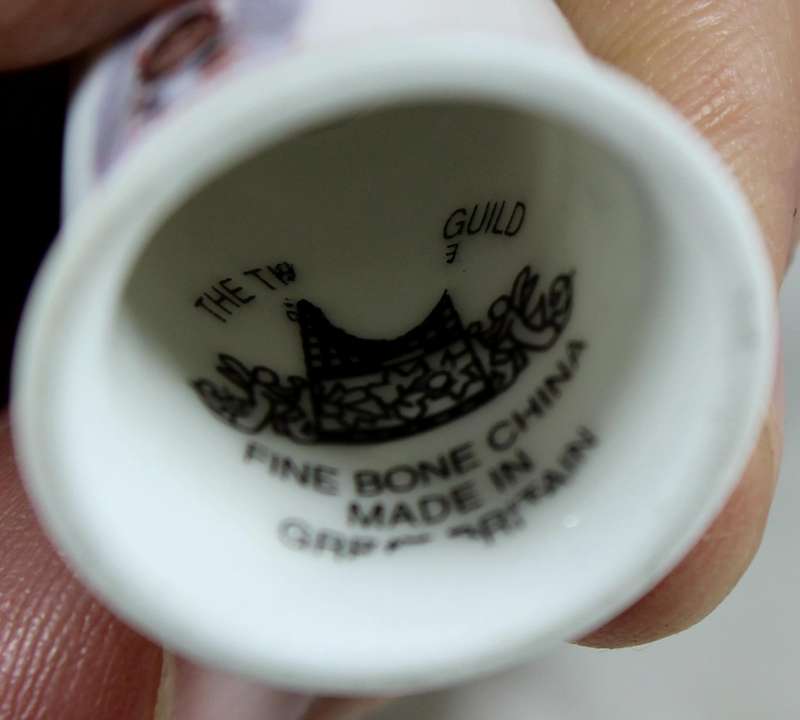 THE GUILD
FINE BONE CHINA
MADE IN
GREAT BRITAIN